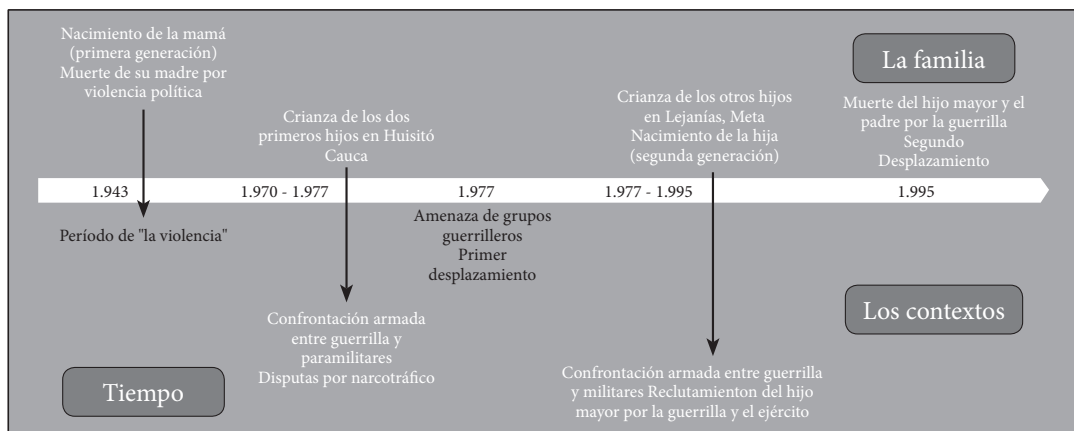 Nacimiento de la mamá
(primera generación)
Muerte de su madre por
violencia política
Crianza de los dos
primeros hijos en Huisitó
Cauca
Crianza de los otros hijos
en Lejanías, Meta
Nacimiento de la hija
(segunda generación)
La familia
Muerte del hijo mayor y el
padre por la guerrilla
Segundo
Desplazamiento
1.943
1.970 - 1.977
1.977
1.977 - 1.995
1.995
Período de "la violencia"
Amenaza de grupos
guerrilleros
Primer
desplazamiento
Confrontación armada
entre guerrilla y
paramilitares
Disputas por narcotráfico
Confrontación armada entre guerrilla
y militares Reclutamienton del hijo
mayor por la guerrilla y el ejército
Los contextos
Tiempo